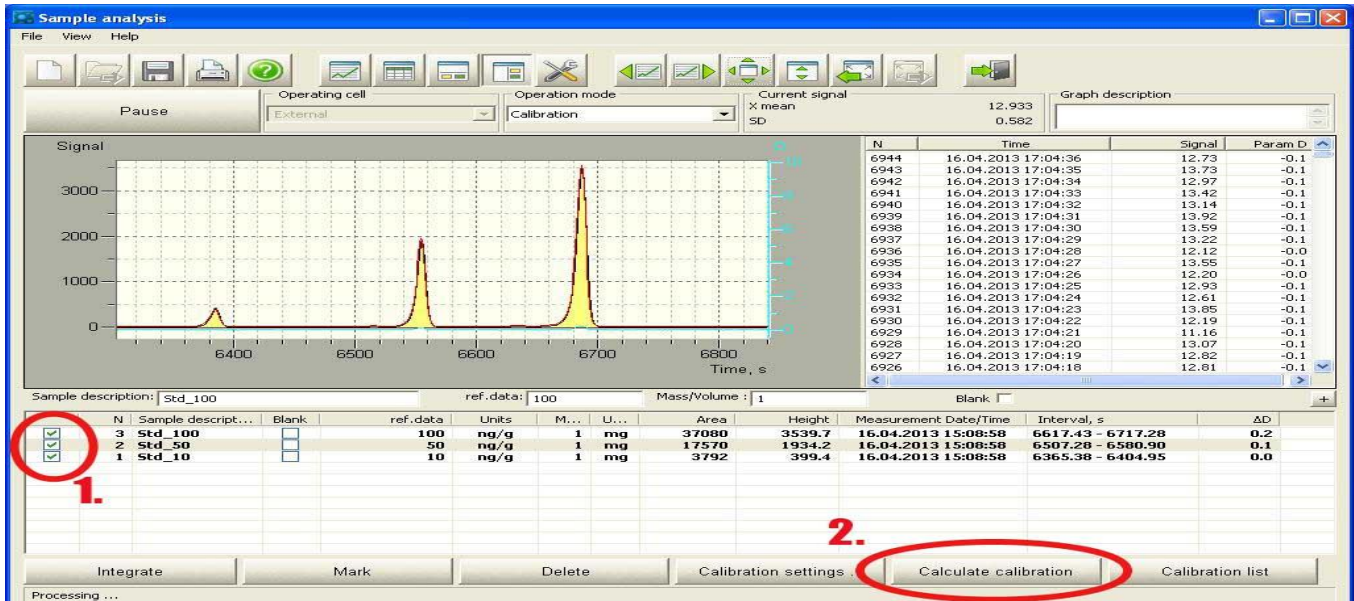 Sample analysis
File View Help
Pause
Operating cell
External
Operation mode
Calibration
Current signal
X mean 12.933
SD 0.582
Graph description
Signal
3000
2000
1000
0
6400 6500 6600 6700 6800
Time, s
N Time Signal Param D
6944 16.04.2013 17:04:36 12.73 -0.1
6943 16.04.2013 17:04:35 13.73 -0.1
6942 16.04.2013 17:04:34 12.97 -0.1
6941 16.04.2013 17:04:33 13.42 -0.1
6940 16.04.2013 17:04:32 13.14 -0.1
6939 16.04.2013 17:04:31 13.92 -0.1
6938 16.04.2013 17:04:30 13.59 -0.1
6937 16.04.2013 17:04:29 13.22 -0.1
6936 16.04.2013 17:04:28 12.12 -0.0
6935 16.04.2013 17:04:27 13.55 -0.1
6934 16.04.2013 17:04:26 12.20 -0.0
6933 16.04.2013 17:04:25 12.93 -0.1
6932 16.04.2013 17:04:24 12.61 -0.1
6931 16.04.2013 17:04:23 13.85 -0.1
6930 16.04.2013 17:04:22 12.19 -0.1
6929 16.04.2013 17:04:21 11.16 -0.1
6928 16.04.2013 17:04:20 13.07 -0.1
6927 16.04.2013 17:04:19 12.82 -0.1
6926 16.04.2013 17:04:18 12.81 -0.1
Sample description: Std_100 ref.data: 100 Mass/Volume : 1 Blank +
N Sample descript... Blank ref.data Units M... U... Area Height Measurement Date/Time Interval, s ΔD
3 Std_100 100 ng/g 1 mg 37080 3539.7 16.04.2013 15:08:58 6617.43 - 6717.28 0.2
2 Std_50 50 ng/g 1 mg 17570 1934.2 16.04.2013 15:08:58 6507.28 - 6580.90 0.1
1 Std_10 10 ng/g 1 mg 3792 399.4 16.04.2013 15:08:58 6365.38 - 6404.95 0.0
1.
2.
Integrate Mark Delete Calibration settings . Calculate calibration Calibration list
Processing ...